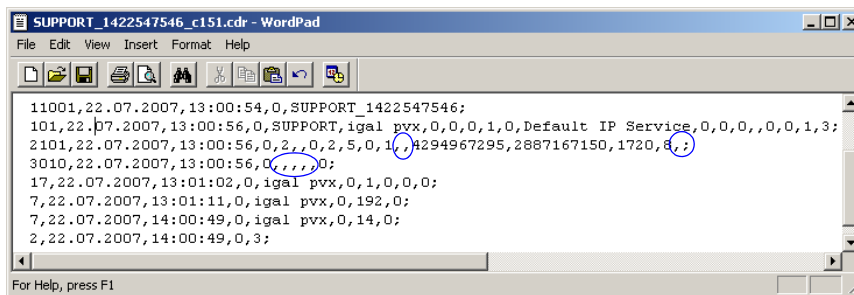 SUPPORT_1422547546_c151.cdr - WordPad
File Edit View Insert Format Help
11001,22.07.2007,13:00:54,0,SUPPORT_1422547546;
101,22.07.2007,13:00:56,0,SUPPORT,igal pvx,0,0,0,1,0,Default IP Service,0,0,0,,0,0,1,3;
2101,22.07.2007,13:00:56,0,2,,0,2,5,0,1,,4294967295,2887167150,1720,8,;
3010,22.07.2007,13:00:56,0,,,,,0;
17,22.07.2007,13:01:02,0,igal pvx,0,1,0,0,0;
7,22.07.2007,13:01:11,0,igal pvx,0,192,0;
7,22.07.2007,14:00:49,0,igal pvx,0,14,0;
2,22.07.2007,14:00:49,0,3;
For Help, press F1